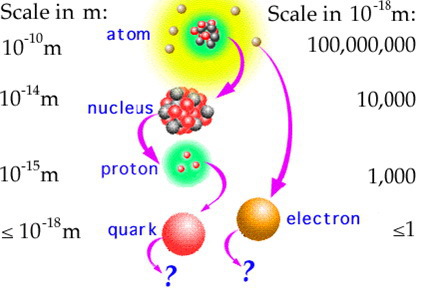 Scale in m: Scale in 10⁻¹⁸m:
10⁻¹⁰m atom 100,000,000
10⁻¹⁴m nucleus 10,000
10⁻¹⁵m proton 1,000
≤ 10⁻¹⁸m quark electron ≤1
? ?